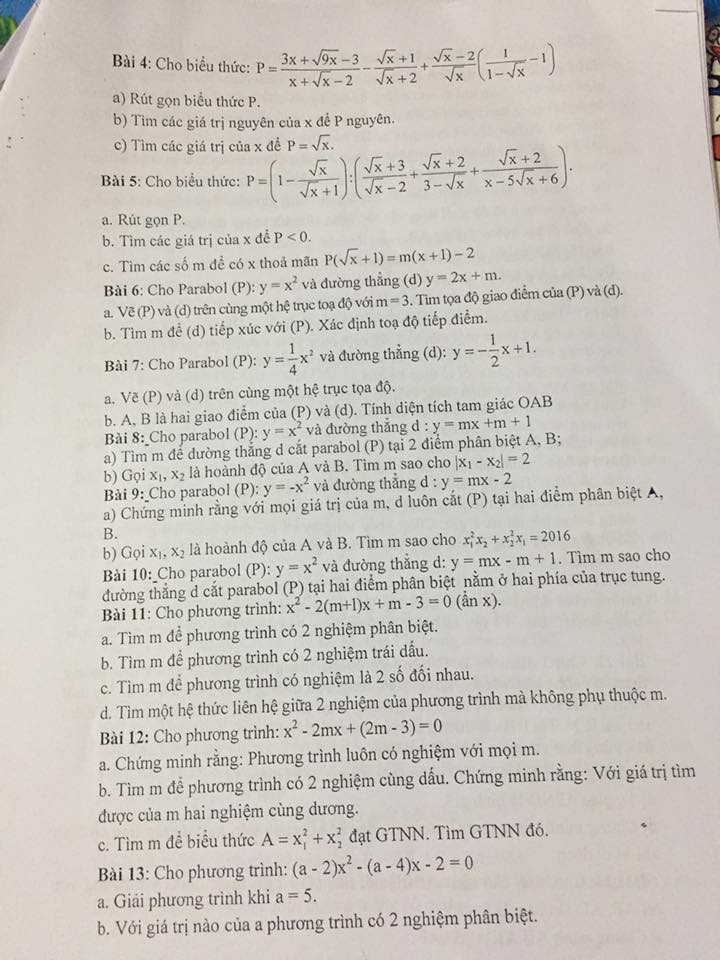 Bài 4: Cho biểu thức: P = (3x + √(9x) − 3)/(x + √x − 2) − (√x + 1)/(√x + 2) + (√x − 2)/√x (1/(1 − √x) − 1)
a) Rút gọn biểu thức P.
b) Tìm các giá trị nguyên của x để P nguyên.
c) Tìm các giá trị của x để P = √x.
Bài 5: Cho biểu thức: P = (1 − √x/(√x + 1)) : ((√x + 3)/(√x − 2) + (√x + 2)/(3 − √x) + (√x + 2)/(x − 5√x + 6)).
a. Rút gọn P.
b. Tìm các giá trị của x để P < 0.
c. Tìm các số m để có x thoả mãn P(√x + 1) = m(x + 1) − 2
Bài 6: Cho Parabol (P): y = x² và đường thẳng (d) y = 2x + m.
a. Vẽ (P) và (d) trên cùng một hệ trục toạ độ với m = 3. Tìm tọa độ giao điểm của (P) và (d).
b. Tìm m để (d) tiếp xúc với (P). Xác định toạ độ tiếp điểm.
Bài 7: Cho Parabol (P): y = 1/4 x² và đường thẳng (d): y = −1/2 x + 1.
a. Vẽ (P) và (d) trên cùng một hệ trục tọa độ.
b. A, B là hai giao điểm của (P) và (d). Tính diện tích tam giác OAB
Bài 8: Cho parabol (P): y = x² và đường thẳng d : y = mx +m + 1
a) Tìm m để đường thẳng d cắt parabol (P) tại 2 điểm phân biệt A, B;
b) Gọi x₁, x₂ là hoành độ của A và B. Tìm m sao cho |x₁ - x₂| = 2
Bài 9: Cho parabol (P): y = -x² và đường thẳng d : y = mx - 2
a) Chứng minh rằng với mọi giá trị của m, d luôn cắt (P) tại hai điểm phân biệt A,
B.
b) Gọi x₁, x₂ là hoành độ của A và B. Tìm m sao cho x₁²x₂ + x₂²x₁ = 2016
Bài 10: Cho parabol (P): y = x² và đường thẳng d: y = mx - m + 1. Tìm m sao cho
đường thẳng d cắt parabol (P) tại hai điểm phân biệt nằm ở hai phía của trục tung.
Bài 11: Cho phương trình: x² - 2(m+1)x + m - 3 = 0 (ẩn x).
a. Tìm m để phương trình có 2 nghiệm phân biệt.
b. Tìm m để phương trình có 2 nghiệm trái dấu.
c. Tìm m để phương trình có nghiệm là 2 số đối nhau.
d. Tìm một hệ thức liên hệ giữa 2 nghiệm của phương trình mà không phụ thuộc m.
Bài 12: Cho phương trình: x² - 2mx + (2m - 3) = 0
a. Chứng minh rằng: Phương trình luôn có nghiệm với mọi m.
b. Tìm m để phương trình có 2 nghiệm cùng dấu. Chứng minh rằng: Với giá trị tìm
được của m hai nghiệm cùng dương.
c. Tìm m để biểu thức A = x₁² + x₂² đạt GTNN. Tìm GTNN đó.
Bài 13: Cho phương trình: (a - 2)x² - (a - 4)x - 2 = 0
a. Giải phương trình khi a = 5.
b. Với giá trị nào của a phương trình có 2 nghiệm phân biệt.